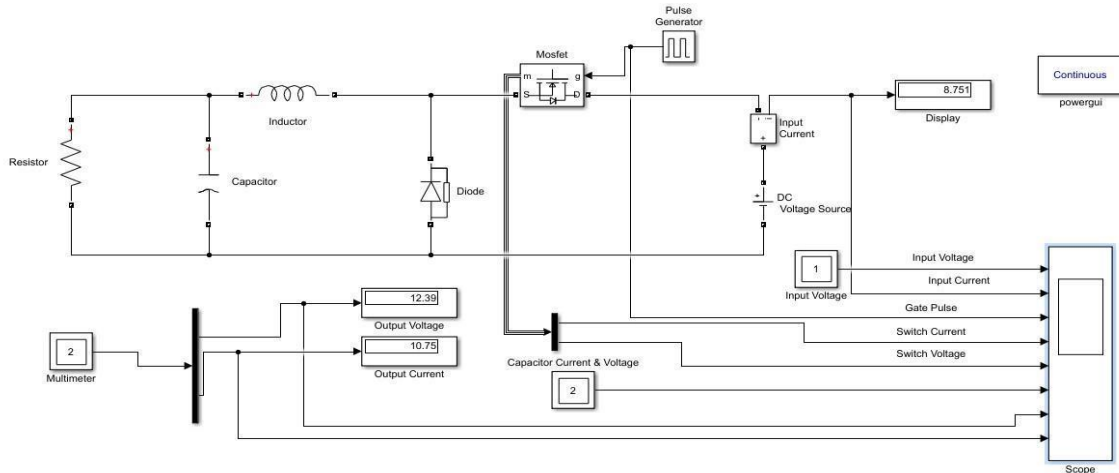 Pulse
Generator
Mosfet
m
g
S
D
Continuous
powergui
8.751
Display
Input
Current
Inductor
Resistor
Capacitor
Diode
DC
Voltage Source
1
Input Voltage
Input Voltage
Input Current
Gate Pulse
Switch Current
Switch Voltage
12.39
Output Voltage
10.75
Output Current
2
Multimeter
Capacitor Current & Voltage
2
Scope